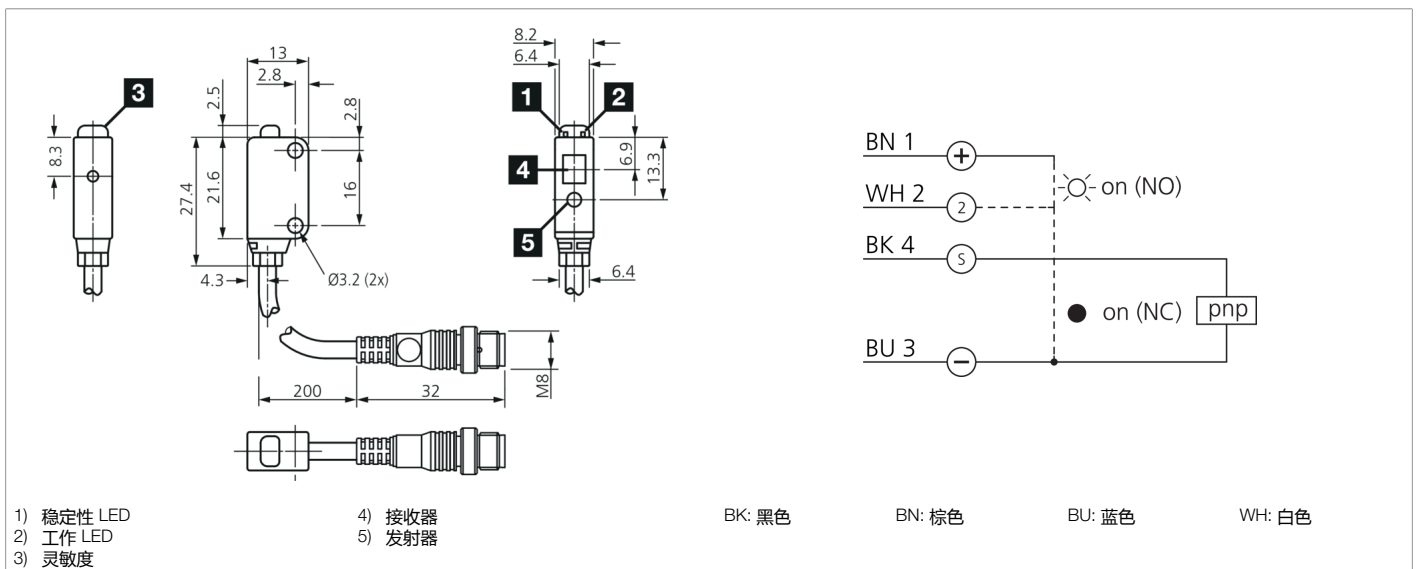 13
2.8
2.5
2.8
8.3
27.4
21.6
16
4.3
Ø3.2 (2x)
3
8.2
6.4
1
2
4
5
6.9
13.3
6.4
200
32
M8
BN 1
+
WH 2
2
on (NO)
BK 4
S
on (NC)
pnp
BU 3
−
1) 稳定性 LED
2) 工作 LED
3) 灵敏度
4) 接收器
5) 发射器
BK: 黑色
BN: 棕色
BU: 蓝色
WH: 白色